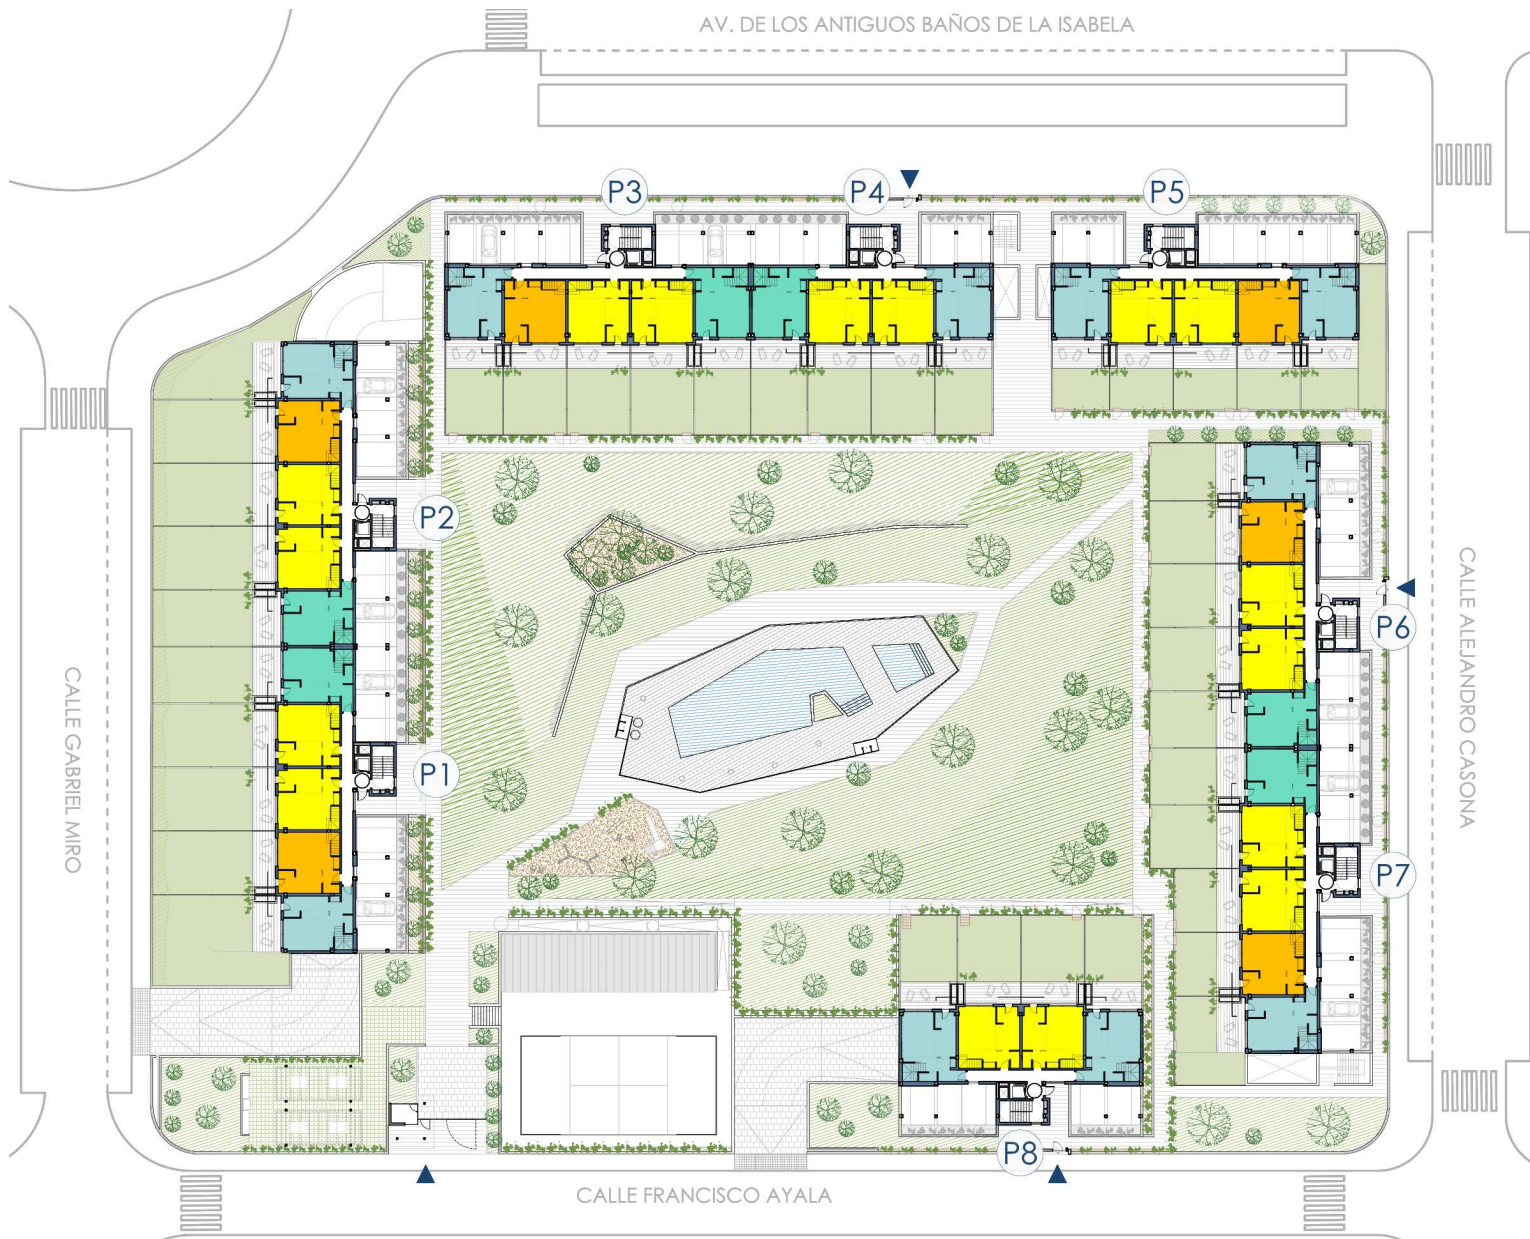 AV. DE LOS ANTIGUOS BAÑOS DE LA ISABELA
P3
P4
P5
P2
P6
P1
P7
P8
CALLE GABRIEL MIRO
CALLE ALEJANDRO CASONA
CALLE FRANCISCO AYALA